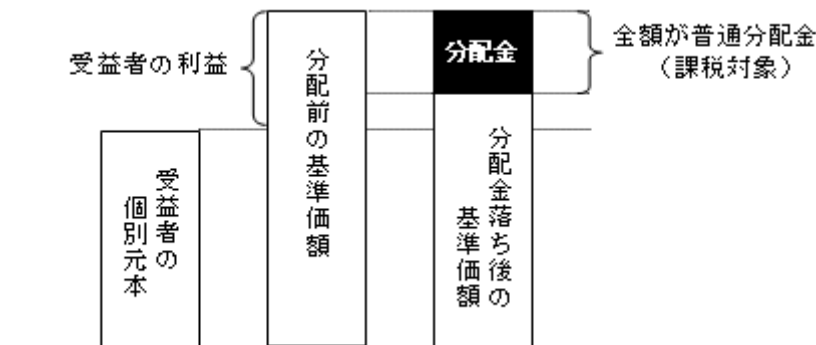 受益者の利益
受益者の
個別元本
分配前の基準価額
分配金
分配金落ち後の
基準価額
全額が普通分配金
（課税対象）